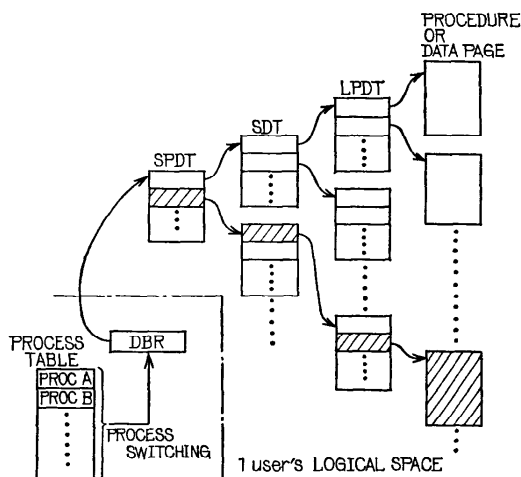 PROCEDURE
OR
DATA PAGE
LPDT
SDT
SPDT
DBR
PROCESS
TABLE
PROC A
PROC B
PROCESS
SWITCHING
1 user's LOGICAL SPACE